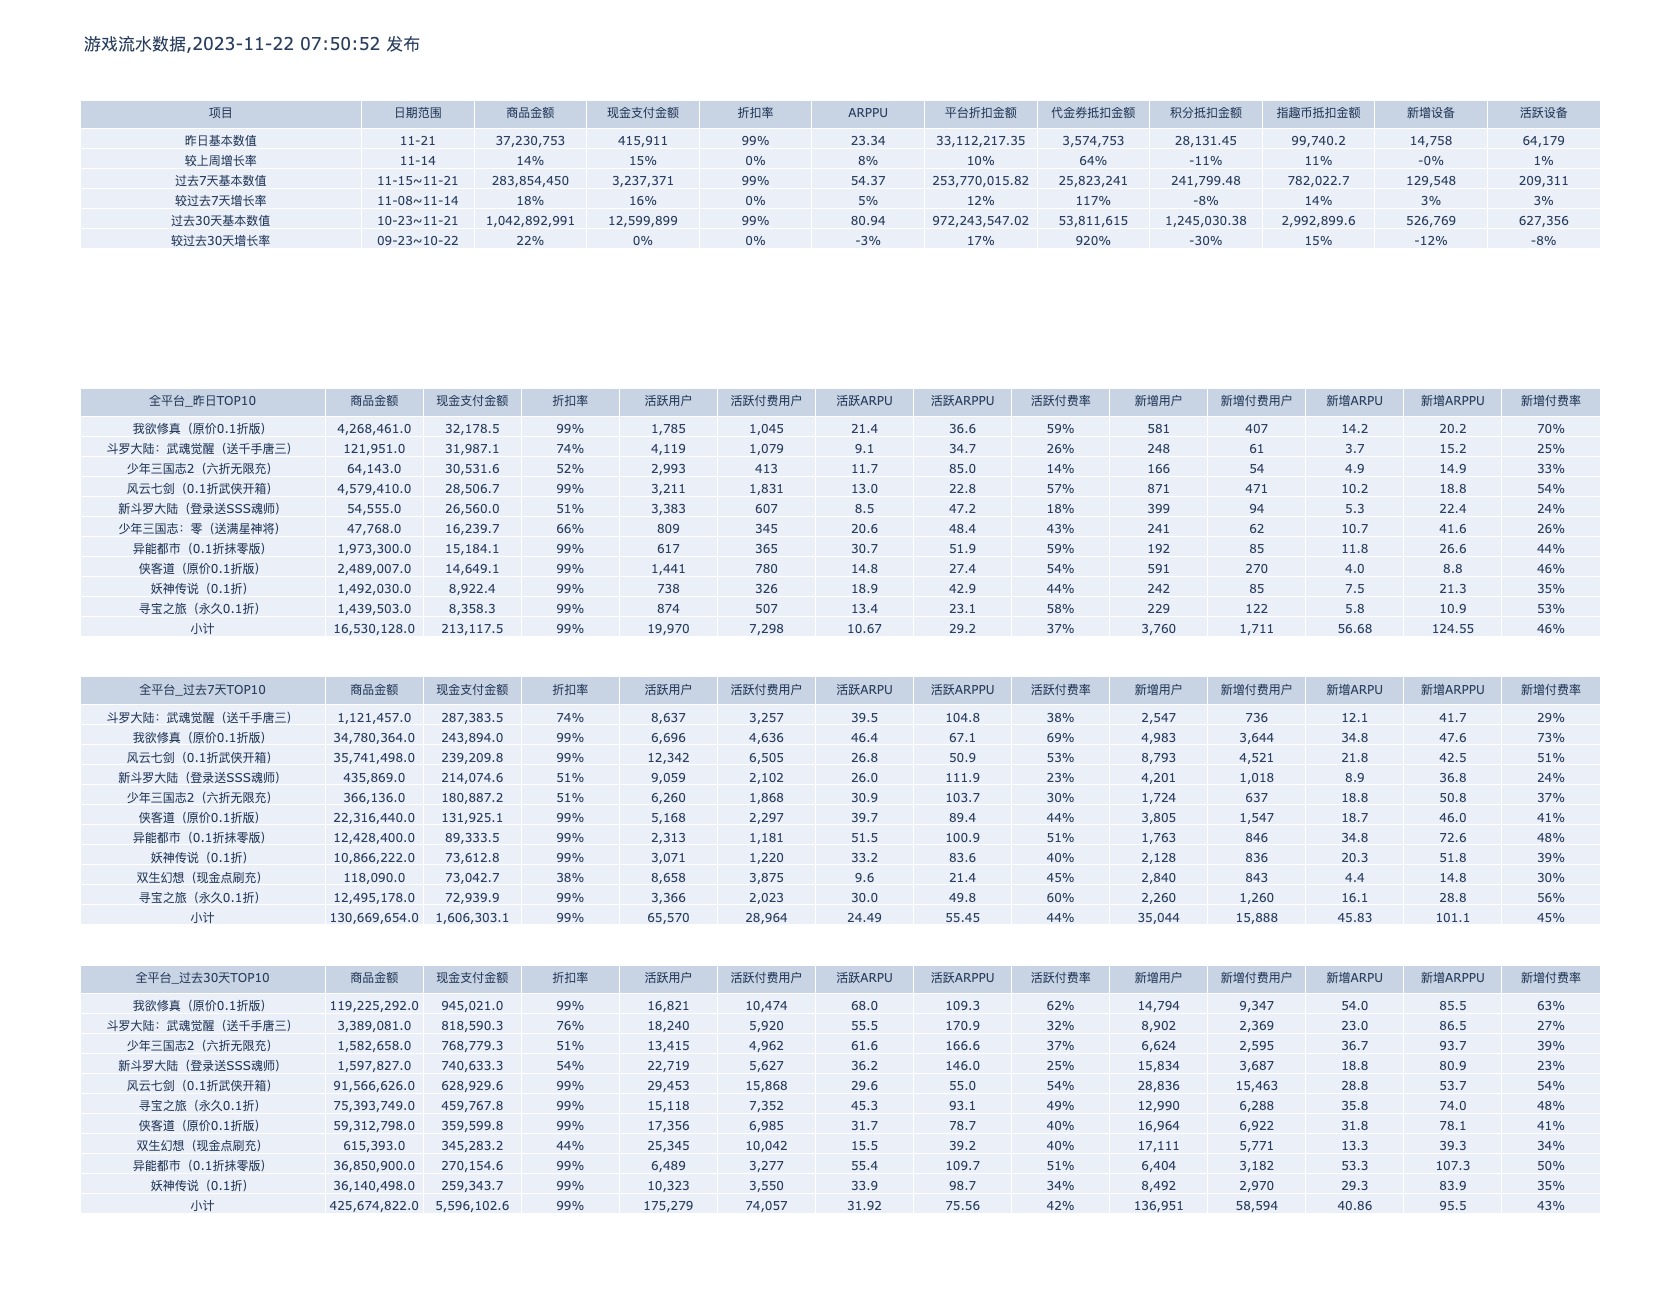 游戏流水数据,2023-11-22 07:50:52 发布
项目 日期范围 商品金额 现金支付金额 折扣率 ARPPU 平台折扣金额 代金券抵扣金额 积分抵扣金额 指趣币抵扣金额 新增设备 活跃设备
昨日基本数值 11-21 37,230,753 415,911 99% 23.34 33,112,217.35 3,574,753 28,131.45 99,740.2 14,758 64,179
较上周增长率 11-14 14% 15% 0% 8% 10% 64% -11% 11% -0% 1%
过去7天基本数值 11-15~11-21 283,854,450 3,237,371 99% 54.37 253,770,015.82 25,823,241 241,799.48 782,022.7 129,548 209,311
较过去7天增长率 11-08~11-14 18% 16% 0% 5% 12% 117% -8% 14% 3% 3%
过去30天基本数值 10-23~11-21 1,042,892,991 12,599,899 99% 80.94 972,243,547.02 53,811,615 1,245,030.38 2,992,899.6 526,769 627,356
较过去30天增长率 09-23~10-22 22% 0% 0% -3% 17% 920% -30% 15% -12% -8%
全平台_昨日TOP10 商品金额 现金支付金额 折扣率 活跃用户 活跃付费用户 活跃ARPU 活跃ARPPU 活跃付费率 新增用户 新增付费用户 新增ARPU 新增ARPPU 新增付费率
我欲修真（原价0.1折版） 4,268,461.0 32,178.5 99% 1,785 1,045 21.4 36.6 59% 581 407 14.2 20.2 70%
斗罗大陆：武魂觉醒（送千手唐三） 121,951.0 31,987.1 74% 4,119 1,079 9.1 34.7 26% 248 61 3.7 15.2 25%
少年三国志2（六折无限充） 64,143.0 30,531.6 52% 2,993 413 11.7 85.0 14% 166 54 4.9 14.9 33%
风云七剑（0.1折武侠开箱） 4,579,410.0 28,506.7 99% 3,211 1,831 13.0 22.8 57% 871 471 10.2 18.8 54%
新斗罗大陆（登录送SSS魂师） 54,555.0 26,560.0 51% 3,383 607 8.5 47.2 18% 399 94 5.3 22.4 24%
少年三国志：零（送满星神将） 47,768.0 16,239.7 66% 809 345 20.6 48.4 43% 241 62 10.7 41.6 26%
异能都市（0.1折抹零版） 1,973,300.0 15,184.1 99% 617 365 30.7 51.9 59% 192 85 11.8 26.6 44%
侠客道（原价0.1折版） 2,489,007.0 14,649.1 99% 1,441 780 14.8 27.4 54% 591 270 4.0 8.8 46%
妖神传说（0.1折） 1,492,030.0 8,922.4 99% 738 326 18.9 42.9 44% 242 85 7.5 21.3 35%
寻宝之旅（永久0.1折） 1,439,503.0 8,358.3 99% 874 507 13.4 23.1 58% 229 122 5.8 10.9 53%
小计 16,530,128.0 213,117.5 99% 19,970 7,298 10.67 29.2 37% 3,760 1,711 56.68 124.55 46%
全平台_过去7天TOP10 商品金额 现金支付金额 折扣率 活跃用户 活跃付费用户 活跃ARPU 活跃ARPPU 活跃付费率 新增用户 新增付费用户 新增ARPU 新增ARPPU 新增付费率
斗罗大陆：武魂觉醒（送千手唐三） 1,121,457.0 287,383.5 74% 8,637 3,257 39.5 104.8 38% 2,547 736 12.1 41.7 29%
我欲修真（原价0.1折版） 34,780,364.0 243,894.0 99% 6,696 4,636 46.4 67.1 69% 4,983 3,644 34.8 47.6 73%
风云七剑（0.1折武侠开箱） 35,741,498.0 239,209.8 99% 12,342 6,505 26.8 50.9 53% 8,793 4,521 21.8 42.5 51%
新斗罗大陆（登录送SSS魂师） 435,869.0 214,074.6 51% 9,059 2,102 26.0 111.9 23% 4,201 1,018 8.9 36.8 24%
少年三国志2（六折无限充） 366,136.0 180,887.2 51% 6,260 1,868 30.9 103.7 30% 1,724 637 18.8 50.8 37%
侠客道（原价0.1折版） 22,316,440.0 131,925.1 99% 5,168 2,297 39.7 89.4 44% 3,805 1,547 18.7 46.0 41%
异能都市（0.1折抹零版） 12,428,400.0 89,333.5 99% 2,313 1,181 51.5 100.9 51% 1,763 846 34.8 72.6 48%
妖神传说（0.1折） 10,866,222.0 73,612.8 99% 3,071 1,220 33.2 83.6 40% 2,128 836 20.3 51.8 39%
双生幻想（现金点刷充） 118,090.0 73,042.7 38% 8,658 3,875 9.6 21.4 45% 2,840 843 4.4 14.8 30%
寻宝之旅（永久0.1折） 12,495,178.0 72,939.9 99% 3,366 2,023 30.0 49.8 60% 2,260 1,260 16.1 28.8 56%
小计 130,669,654.0 1,606,303.1 99% 65,570 28,964 24.49 55.45 44% 35,044 15,888 45.83 101.1 45%
全平台_过去30天TOP10 商品金额 现金支付金额 折扣率 活跃用户 活跃付费用户 活跃ARPU 活跃ARPPU 活跃付费率 新增用户 新增付费用户 新增ARPU 新增ARPPU 新增付费率
我欲修真（原价0.1折版） 119,225,292.0 945,021.0 99% 16,821 10,474 68.0 109.3 62% 14,794 9,347 54.0 85.5 63%
斗罗大陆：武魂觉醒（送千手唐三） 3,389,081.0 818,590.3 76% 18,240 5,920 55.5 170.9 32% 8,902 2,369 23.0 86.5 27%
少年三国志2（六折无限充） 1,582,658.0 768,779.3 51% 13,415 4,962 61.6 166.6 37% 6,624 2,595 36.7 93.7 39%
新斗罗大陆（登录送SSS魂师） 1,597,827.0 740,633.3 54% 22,719 5,627 36.2 146.0 25% 15,834 3,687 18.8 80.9 23%
风云七剑（0.1折武侠开箱） 91,566,626.0 628,929.6 99% 29,453 15,868 29.6 55.0 54% 28,836 15,463 28.8 53.7 54%
寻宝之旅（永久0.1折） 75,393,749.0 459,767.8 99% 15,118 7,352 45.3 93.1 49% 12,990 6,288 35.8 74.0 48%
侠客道（原价0.1折版） 59,312,798.0 359,599.8 99% 17,356 6,985 31.7 78.7 40% 16,964 6,922 31.8 78.1 41%
双生幻想（现金点刷充） 615,393.0 345,283.2 44% 25,345 10,042 15.5 39.2 40% 17,111 5,771 13.3 39.3 34%
异能都市（0.1折抹零版） 36,850,900.0 270,154.6 99% 6,489 3,277 55.4 109.7 51% 6,404 3,182 53.3 107.3 50%
妖神传说（0.1折） 36,140,498.0 259,343.7 99% 10,323 3,550 33.9 98.7 34% 8,492 2,970 29.3 83.9 35%
小计 425,674,822.0 5,596,102.6 99% 175,279 74,057 31.92 75.56 42% 136,951 58,594 40.86 95.5 43%